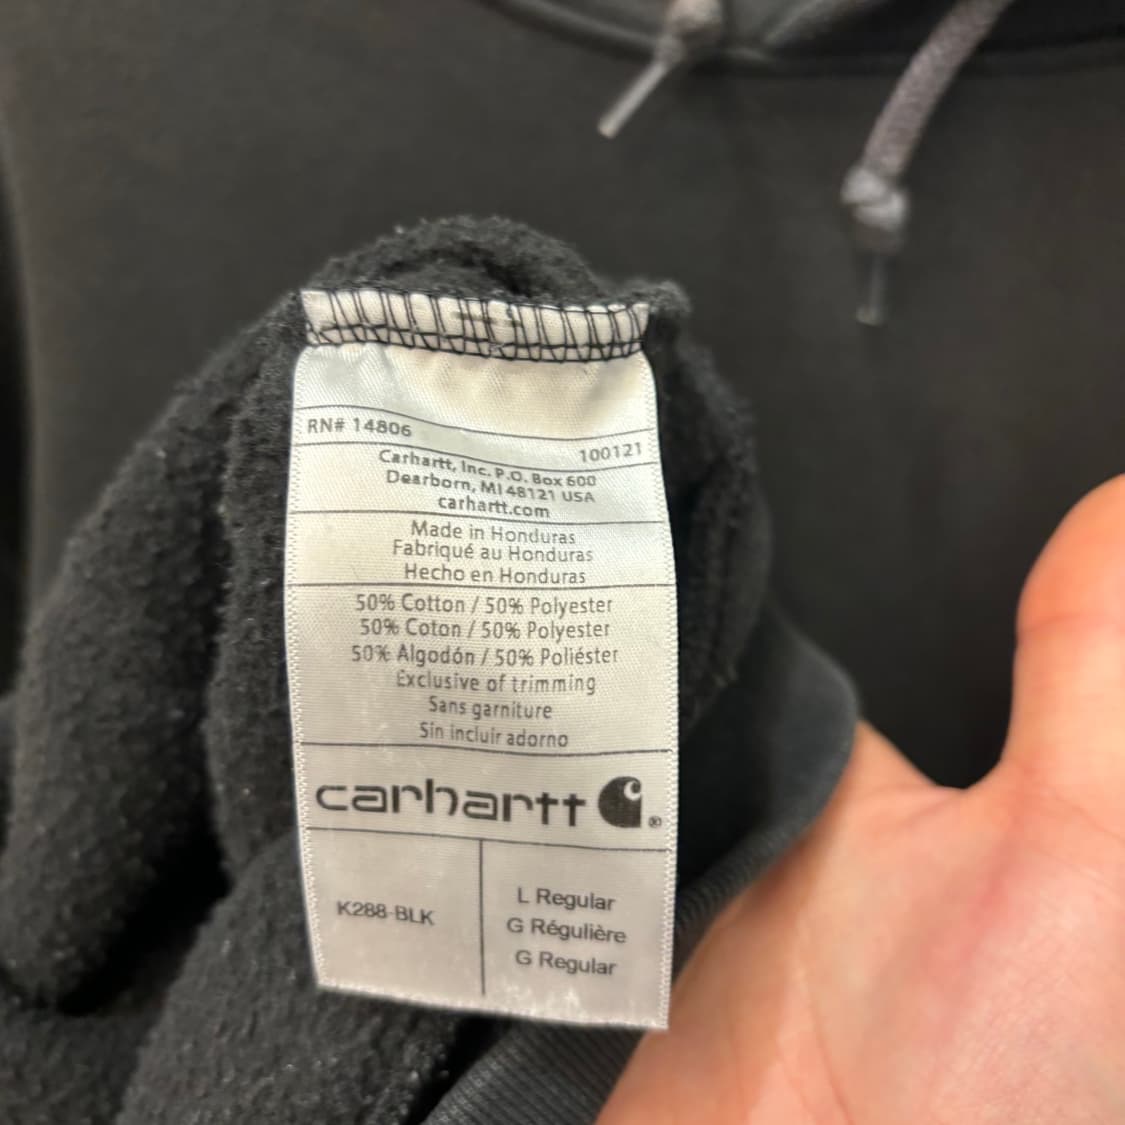 RN# 14806
100121
Carhartt, Inc. P.O. Box 600
Dearborn, MI 48121 USA
carhartt.com
Made in Honduras
Fabriqué au Honduras
Hecho en Honduras
50% Cotton / 50% Polyester
50% Coton / 50% Polyester
50% Algodón / 50% Poliéster
Exclusive of trimming
Sans garniture
Sin incluir adorno
carhartt ®
K288-BLK
L Regular
G Régulière
G Regular